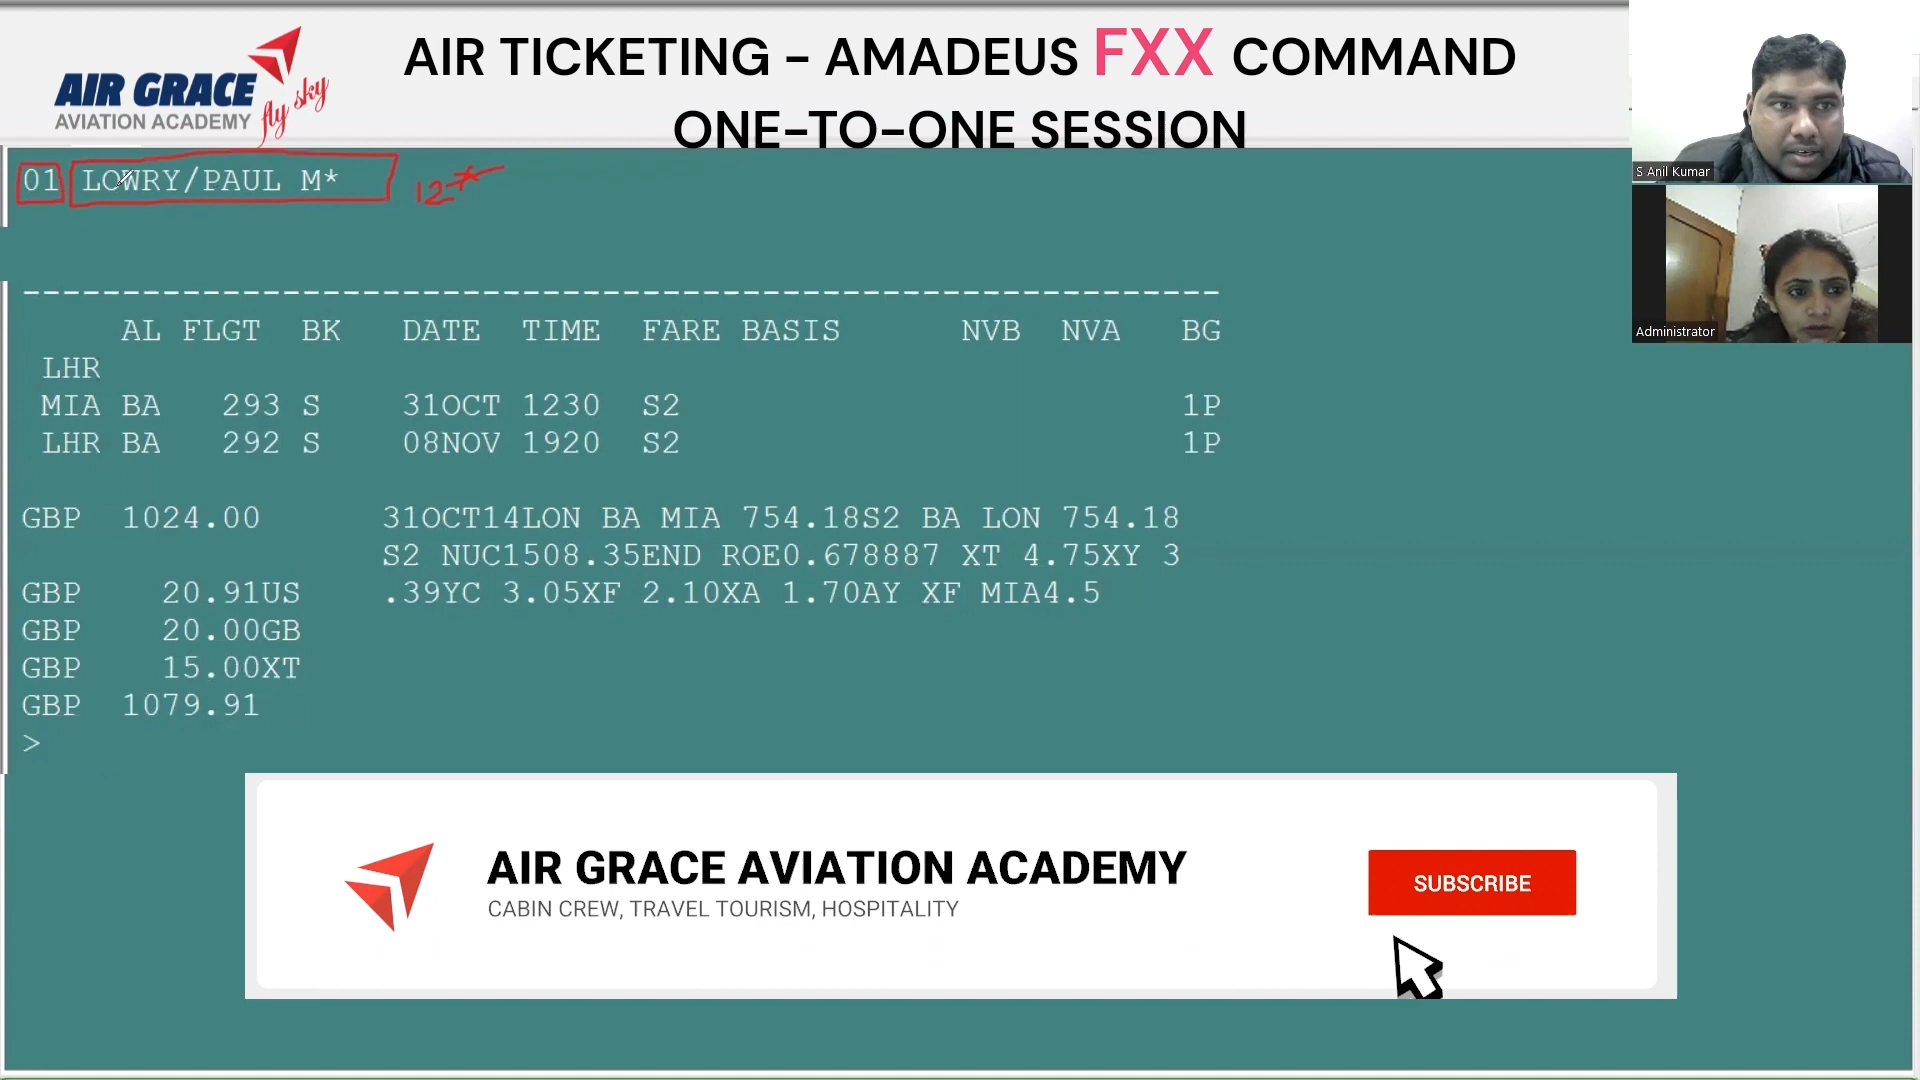 AIR GRACE
fly sky
AVIATION ACADEMY
AIR TICKETING - AMADEUS FXX COMMAND
ONE-TO-ONE SESSION
S Anil Kumar
Administrator
01 LOWRY/PAUL M* 12*
AL FLGT BK DATE TIME FARE BASIS NVB NVA BG
LHR
MIA BA 293 S 31OCT 1230 S2 1P
LHR BA 292 S 08NOV 1920 S2 1P
GBP 1024.00 31OCT14LON BA MIA 754.18S2 BA LON 754.18
S2 NUC1508.35END ROE0.678887 XT 4.75XY 3
GBP 20.91US .39YC 3.05XF 2.10XA 1.70AY XF MIA4.5
GBP 20.00GB
GBP 15.00XT
GBP 1079.91
>
AIR GRACE AVIATION ACADEMY
CABIN CREW, TRAVEL TOURISM, HOSPITALITY
SUBSCRIBE